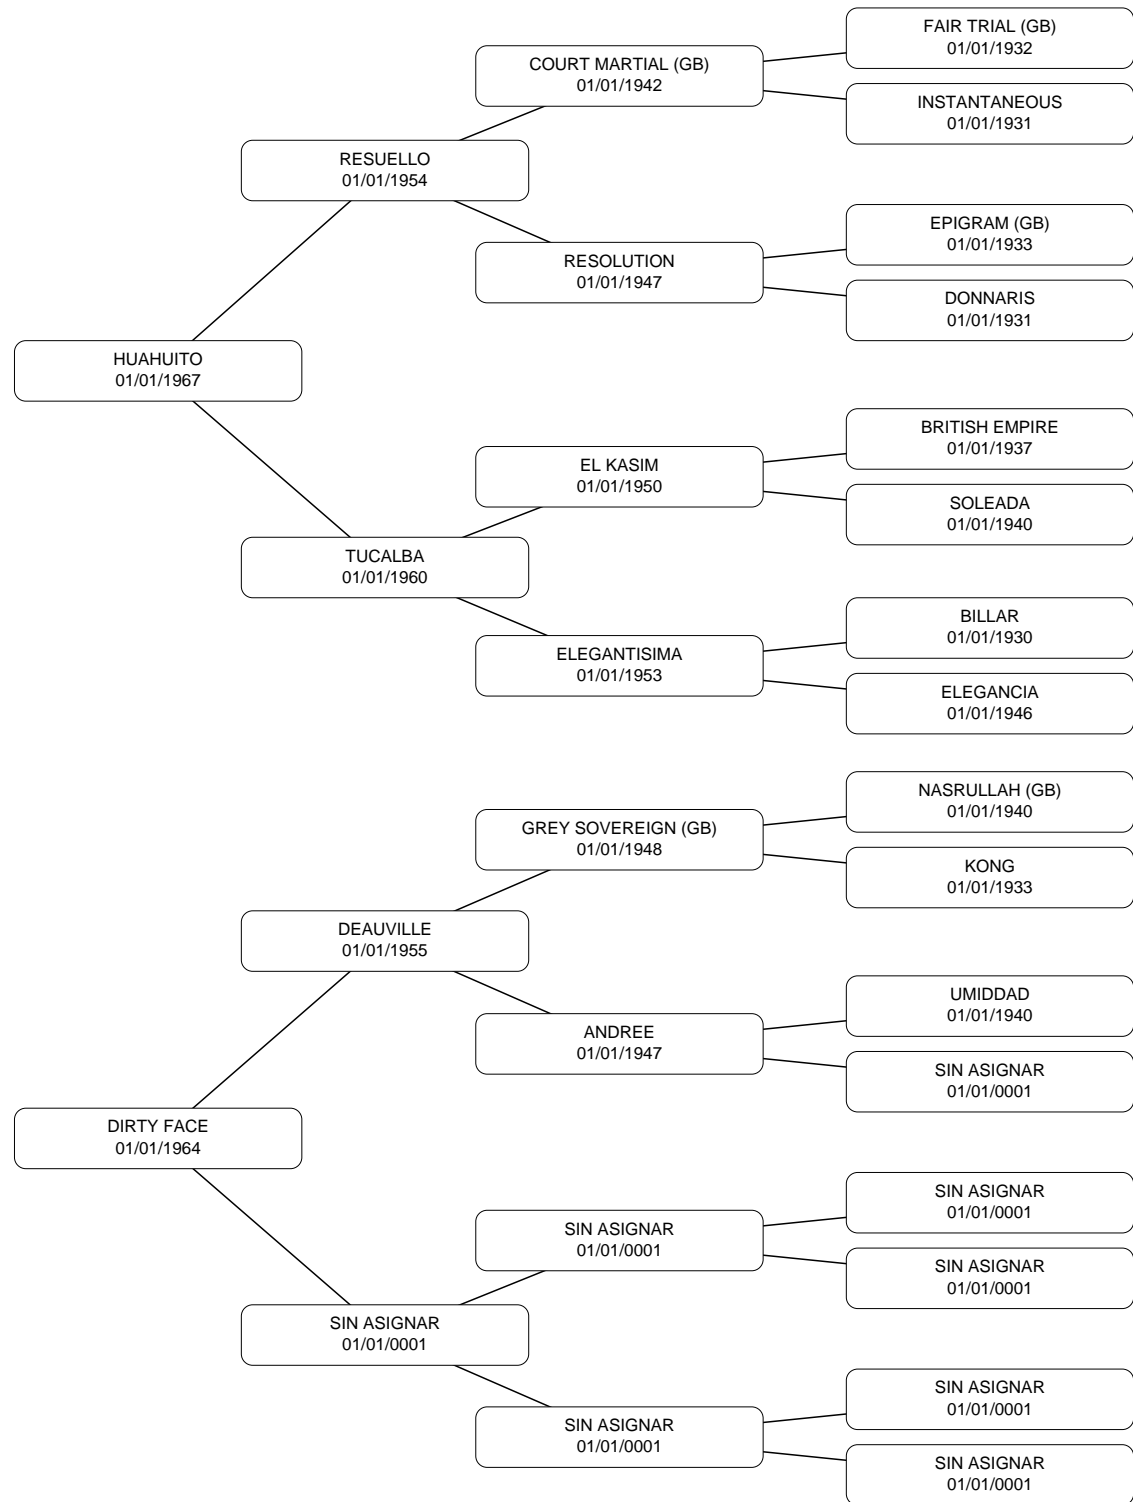 FAIR TRIAL (GB)
01/01/1932
COURT MARTIAL (GB)
01/01/1942
INSTANTANEOUS
01/01/1931
RESUELLO
01/01/1954
EPIGRAM (GB)
01/01/1933
RESOLUTION
01/01/1947
DONNARIS
01/01/1931
HUAHUITO
01/01/1967
BRITISH EMPIRE
01/01/1937
EL KASIM
01/01/1950
SOLEADA
01/01/1940
TUCALBA
01/01/1960
BILLAR
01/01/1930
ELEGANTISIMA
01/01/1953
ELEGANCIA
01/01/1946
NASRULLAH (GB)
01/01/1940
GREY SOVEREIGN (GB)
01/01/1948
KONG
01/01/1933
DEAUVILLE
01/01/1955
UMIDDAD
01/01/1940
ANDREE
01/01/1947
SIN ASIGNAR
01/01/0001
DIRTY FACE
01/01/1964
SIN ASIGNAR
01/01/0001
SIN ASIGNAR
01/01/0001
SIN ASIGNAR
01/01/0001
SIN ASIGNAR
01/01/0001
SIN ASIGNAR
01/01/0001
SIN ASIGNAR
01/01/0001
SIN ASIGNAR
01/01/0001